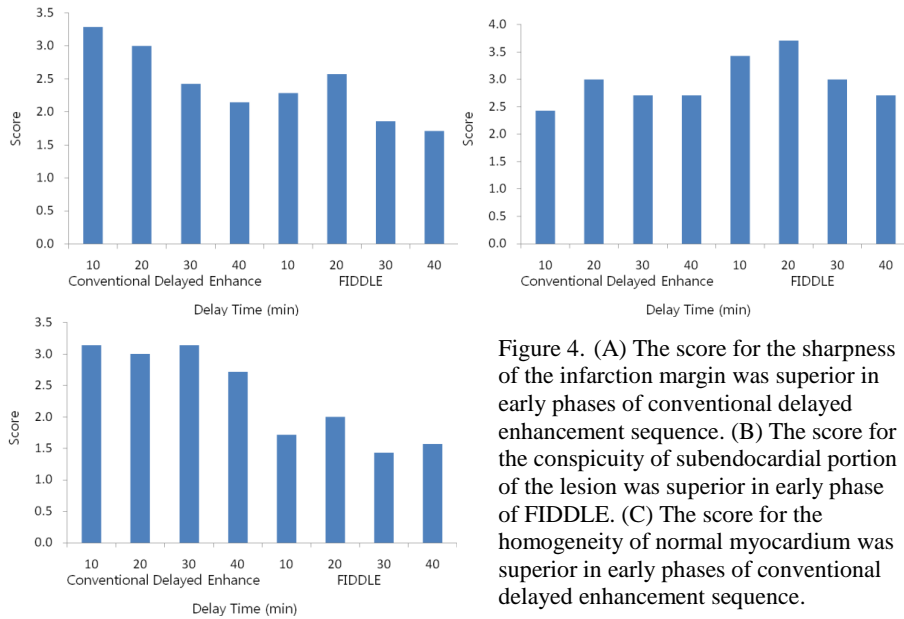 3.5
3.0
2.5
2.0
1.5
1.0
0.5
0.0
Score
10 20 30 40 10 20 30 40
Conventional Delayed Enhance FIDDLE
Delay Time (min)
4.0
3.5
3.0
2.5
2.0
1.5
1.0
0.5
0.0
Score
10 20 30 40 10 20 30 40
Conventional Delayed Enhance FIDDLE
Delay Time (min)
3.5
3.0
2.5
2.0
1.5
1.0
0.5
0.0
Score
10 20 30 40 10 20 30 40
Conventional Delayed Enhance FIDDLE
Delay Time (min)
Figure 4. (A) The score for the sharpness
of the infarction margin was superior in
early phases of conventional delayed
enhancement sequence. (B) The score for
the conspicuity of subendocardial portion
of the lesion was superior in early phase
of FIDDLE. (C) The score for the
homogeneity of normal myocardium was
superior in early phases of conventional
delayed enhancement sequence.